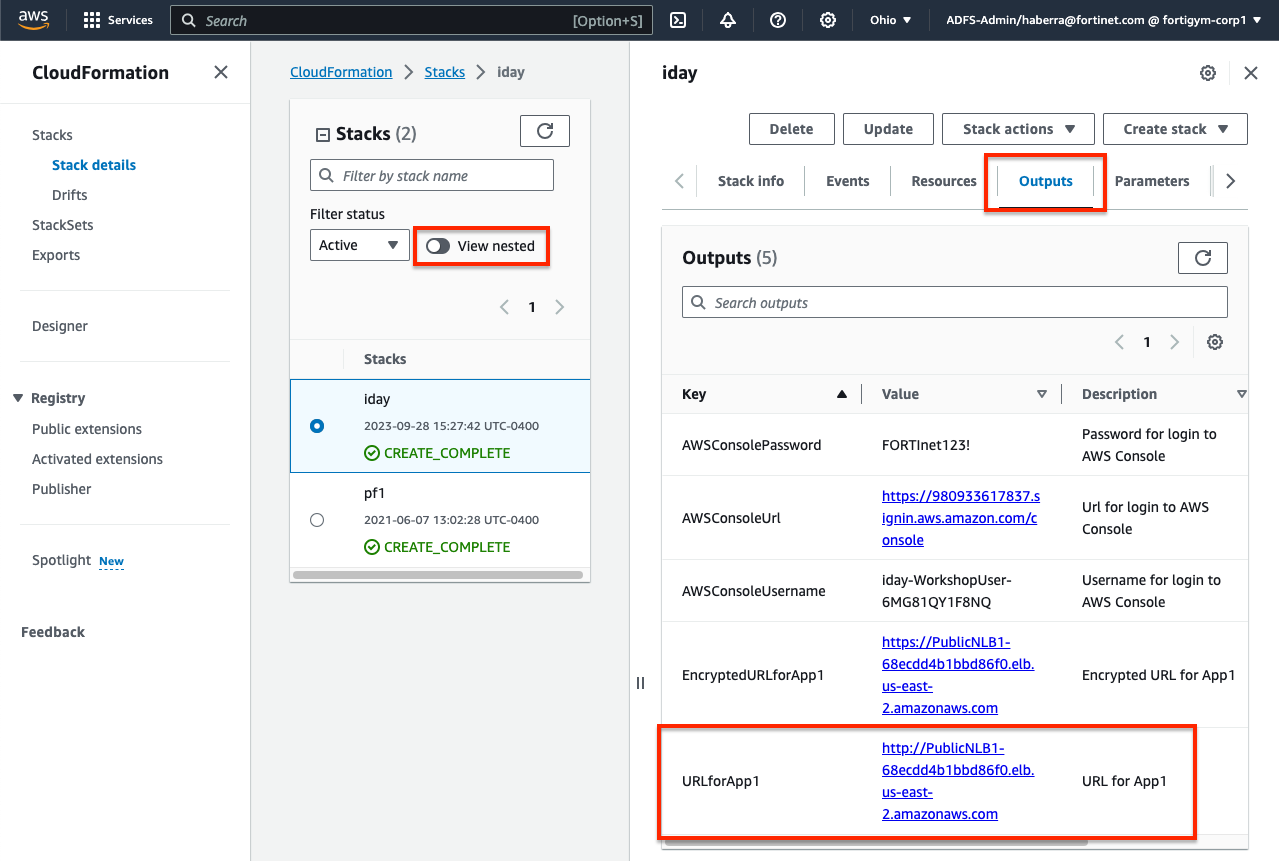 aws
Services
Search
[Option+S]
Ohio
ADFS-Admin/haberra@fortinet.com @ fortigym-corp1
CloudFormation
Stacks
Stack details
Drifts
StackSets
Exports
Designer
Registry
Public extensions
Activated extensions
Publisher
Spotlight New
Feedback
CloudFormation
Stacks
iday
Stacks (2)
Filter by stack name
Filter status
Active
View nested
1
Stacks
iday
2023-09-28 15:27:42 UTC-0400
CREATE_COMPLETE
pf1
2021-06-07 13:02:28 UTC-0400
CREATE_COMPLETE
iday
Delete
Update
Stack actions
Create stack
Stack info
Events
Resources
Outputs
Parameters
Outputs (5)
Search outputs
1
Key
Value
Description
AWSConsolePassword
FORTInet123!
Password for login to
AWS Console
AWSConsoleUrl
https://980933617837.s
ignin.aws.amazon.com/c
onsole
Url for login to AWS
Console
AWSConsoleUsername
iday-WorkshopUser-
6MG81QY1F8NQ
Username for login to
AWS Console
EncryptedURLforApp1
https://PublicNLB1-
68ecdd4b1bbd86f0.elb.
us-east-
2.amazonaws.com
Encrypted URL for App1
URLforApp1
http://PublicNLB1-
68ecdd4b1bbd86f0.elb.
us-east-
2.amazonaws.com
URL for App1